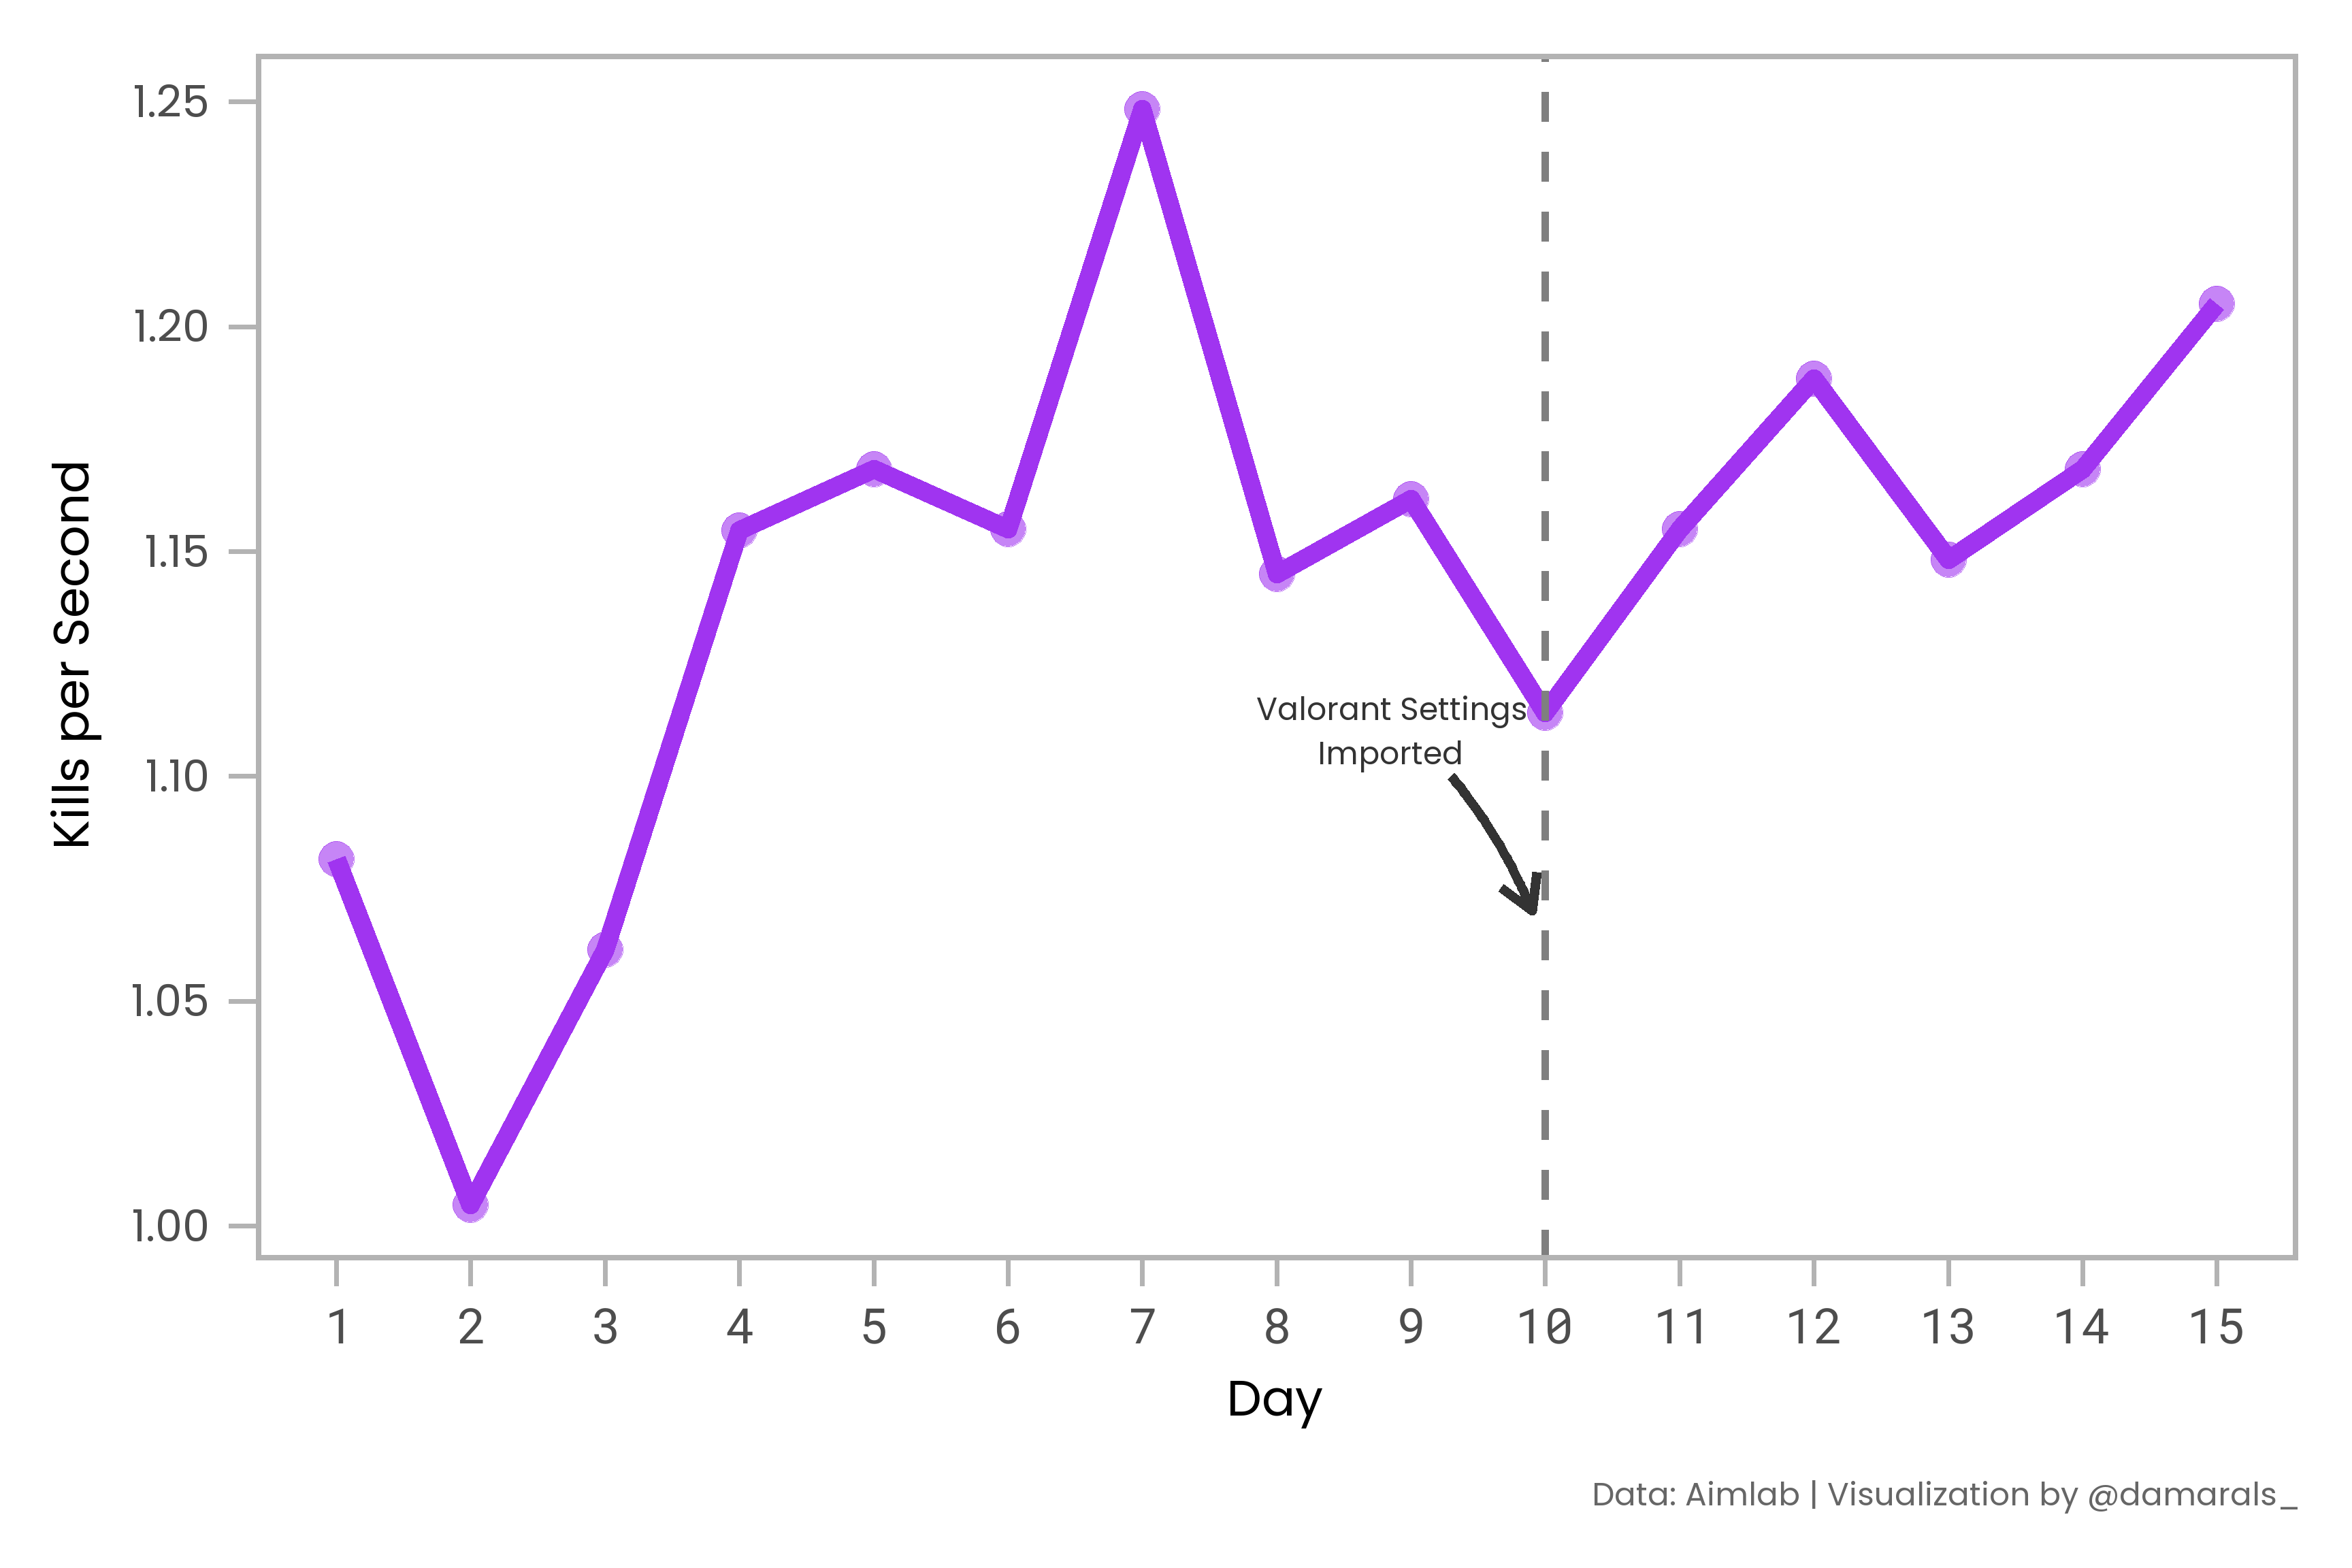 1.25
1.20
1.15
1.10
1.05
1.00
Kills per Second
Valorant Settings
Imported
1 2 3 4 5 6 7 8 9 10 11 12 13 14 15
Day
Data: Aimlab | Visualization by @damarals_